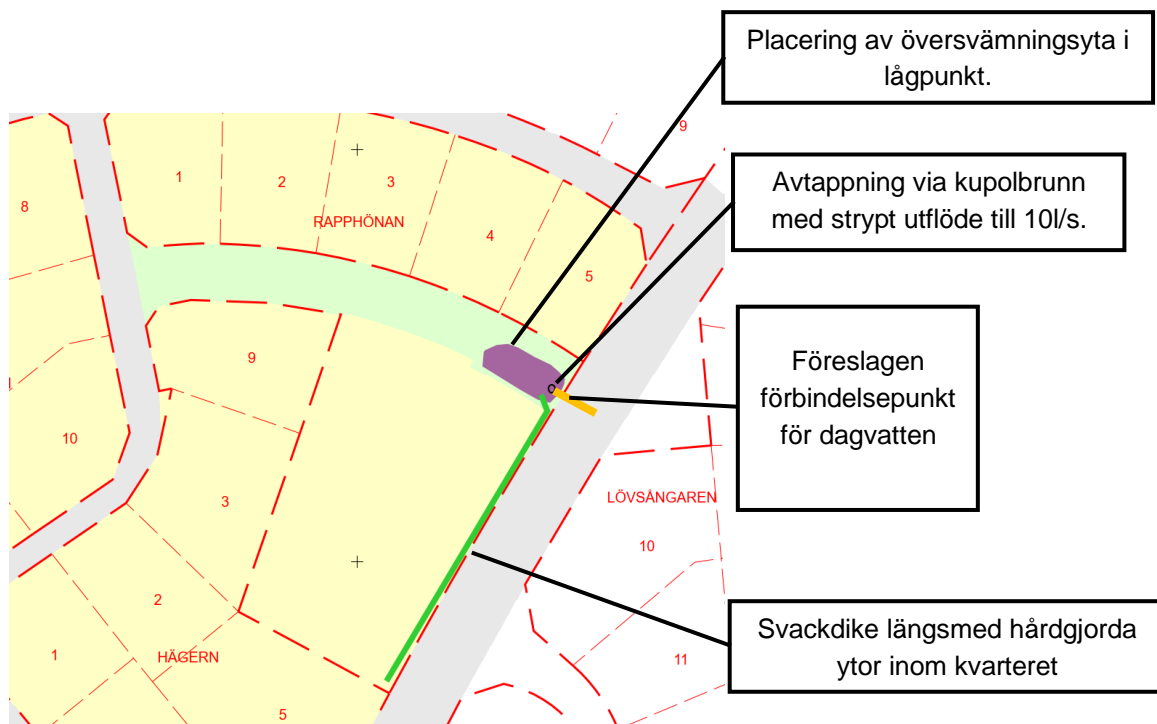 Placering av översvämningsyta i
lågpunkt.
9
Avtappning via kupolbrunn
med strypt utflöde till 10l/s.
1
2
3
8
RAPPHÖNAN
4
5
Föreslagen
förbindelsepunkt
för dagvatten
9
10
3
LÖVSÅNGAREN
10
2
Svackdike längsmed hårdgjorda
ytor inom kvarteret
1
HÄGERN
11
5